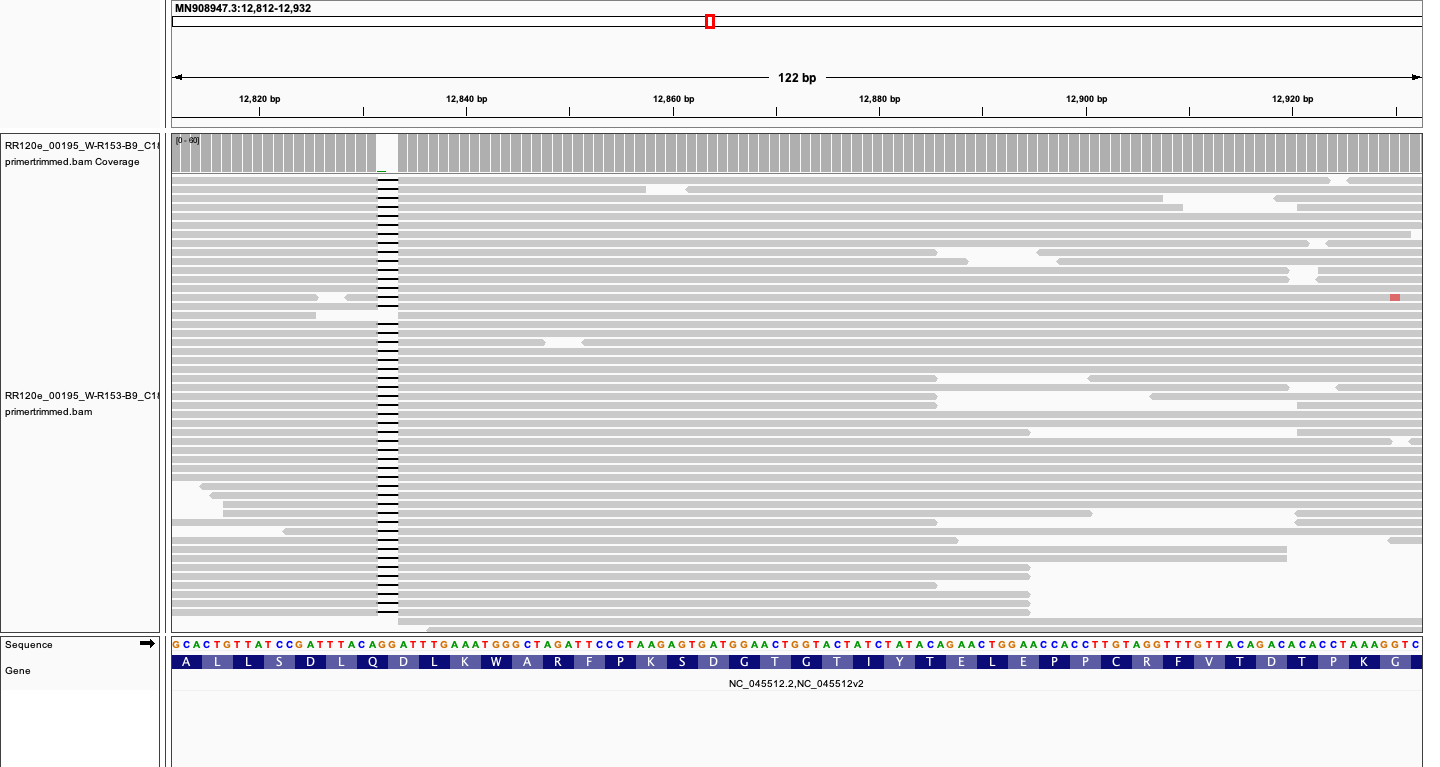 MN908947.3:12,812-12,932
122 bp
12,820 bp 12,840 bp 12,860 bp 12,880 bp 12,900 bp 12,920 bp
RR120e_00195_W-R153-B9_C1
primertrimmed.bam Coverage
[0 - 60]
RR120e_00195_W-R153-B9_C1
primertrimmed.bam
Sequence
GCACTGTTATCCGATTTACAGGATTTGAAATGGGCTAGATTCCCTAAGAGTGATGGAACTGGTACTATCTATACAGAACTGGAACCACCTTGTAGGTTTGTTACAGACACACCTAAAGGTC
Gene
A L L S D L Q D L K W A R F P K S D G T G T I Y T E L E P P C R F V T D T P K G
NC_045512.2,NC_045512v2